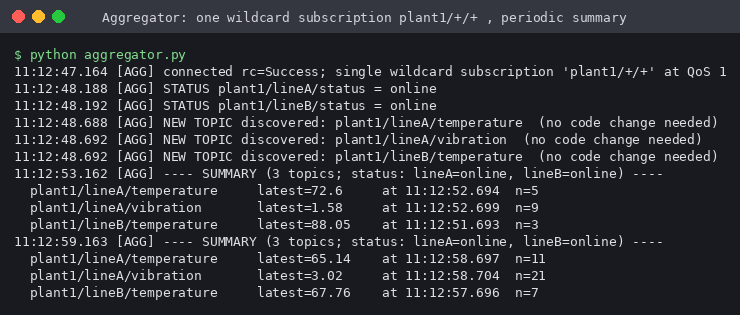 Aggregator: one wildcard subscription plant1/+/+ , periodic summary
$ python aggregator.py
11:12:47.164 [AGG] connected rc=Success; single wildcard subscription 'plant1/+/+' at QoS 1
11:12:48.188 [AGG] STATUS plant1/lineA/status = online
11:12:48.192 [AGG] STATUS plant1/lineB/status = online
11:12:48.688 [AGG] NEW TOPIC discovered: plant1/lineA/temperature  (no code change needed)
11:12:48.692 [AGG] NEW TOPIC discovered: plant1/lineA/vibration  (no code change needed)
11:12:48.692 [AGG] NEW TOPIC discovered: plant1/lineB/temperature  (no code change needed)
11:12:53.162 [AGG] ---- SUMMARY (3 topics; status: lineA=online, lineB=online) ----
  plant1/lineA/temperature     latest=72.6     at 11:12:52.694  n=5
  plant1/lineA/vibration       latest=1.58     at 11:12:52.699  n=9
  plant1/lineB/temperature     latest=88.05    at 11:12:51.693  n=3
11:12:59.163 [AGG] ---- SUMMARY (3 topics; status: lineA=online, lineB=online) ----
  plant1/lineA/temperature     latest=65.14    at 11:12:58.697  n=11
  plant1/lineA/vibration       latest=3.02     at 11:12:58.704  n=21
  plant1/lineB/temperature     latest=67.76    at 11:12:57.696  n=7